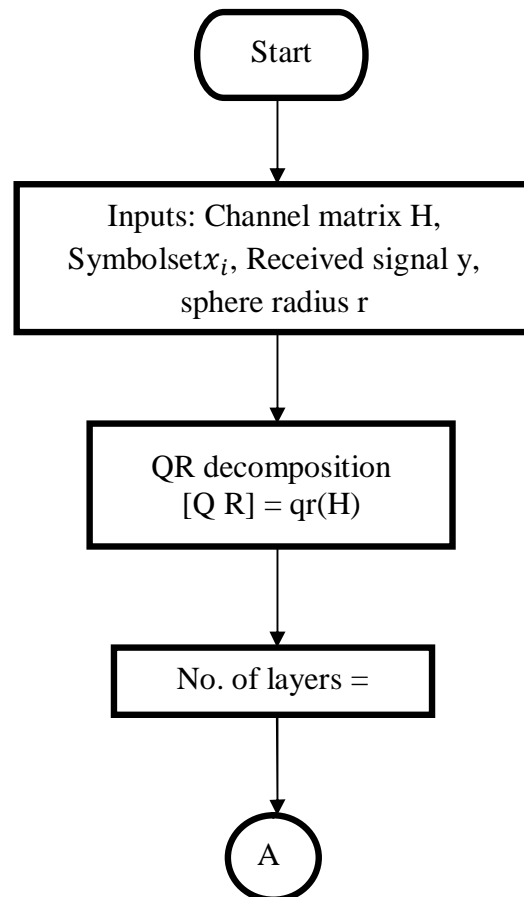 Start
Inputs: Channel matrix H,
Symbolset𝑥ᵢ, Received signal y,
sphere radius r
QR decomposition
[Q R] = qr(H)
No. of layers =
A